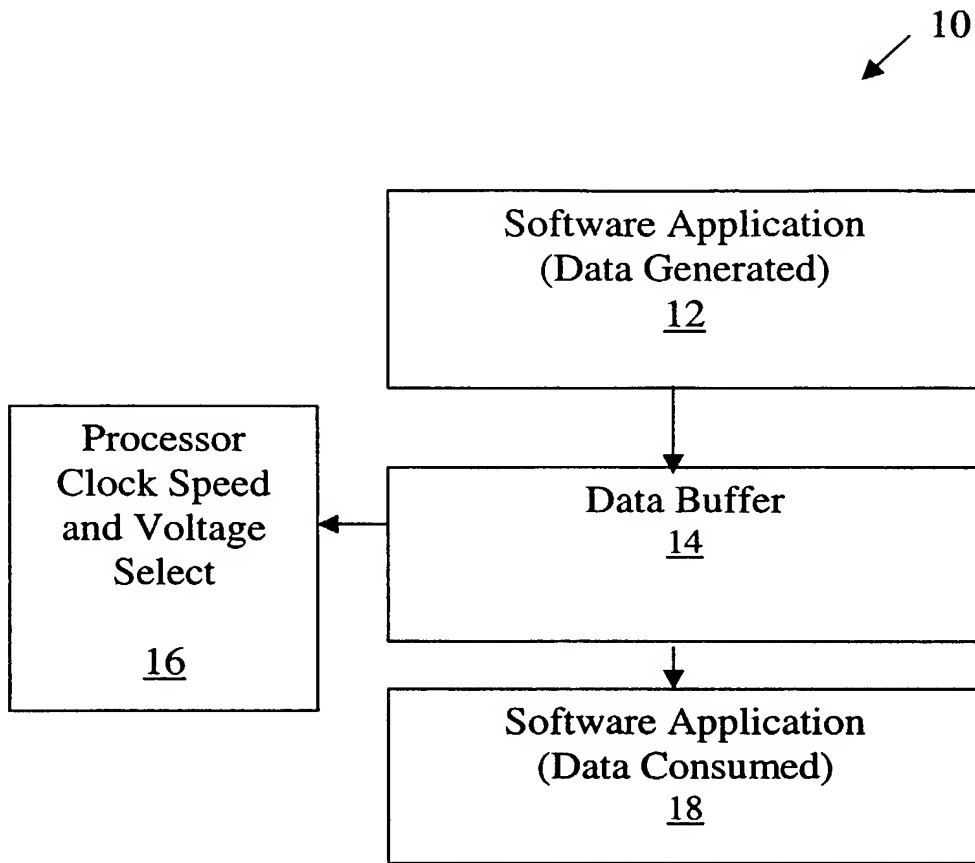 10
Software Application
(Data Generated)
12
Processor
Clock Speed
and Voltage
Select
16
Data Buffer
14
Software Application
(Data Consumed)
18